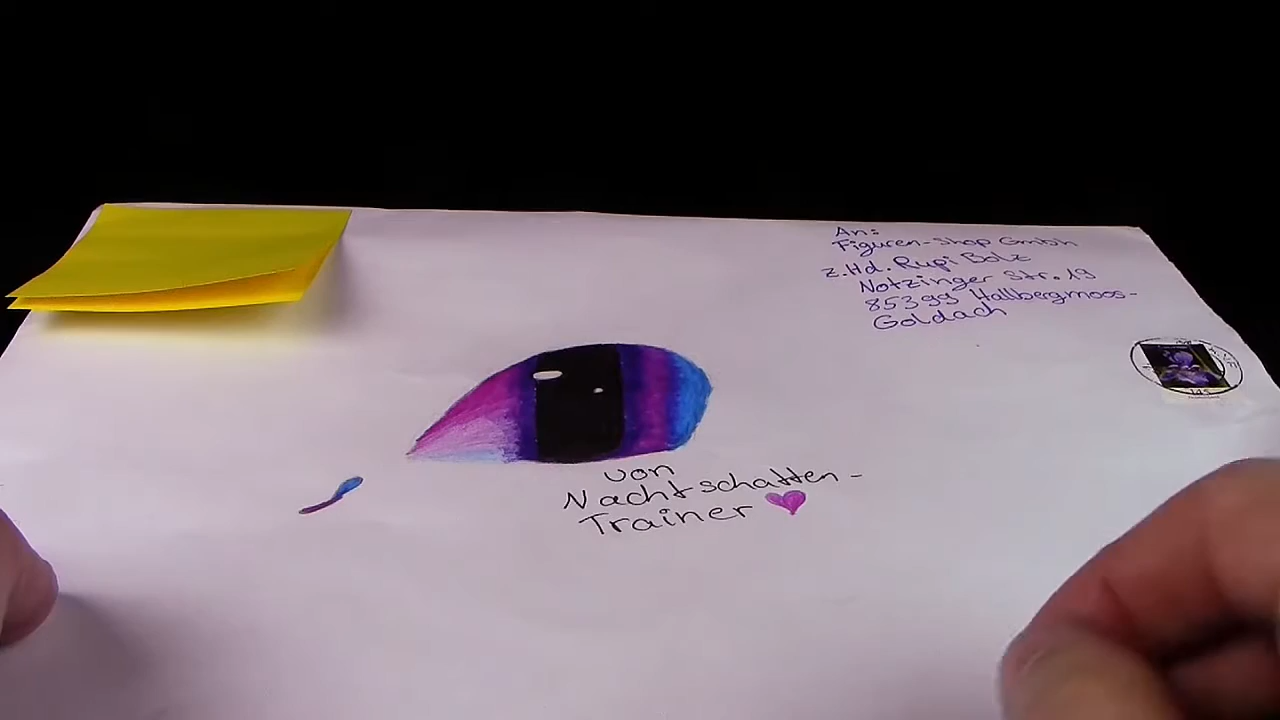 An:
Figuren-Shop GmbH
z.Hd. Rupi Bolz
Notzinger Str. 19
85399 Hallbergmoos-
Goldach
von
Nachtschatten-
Trainer